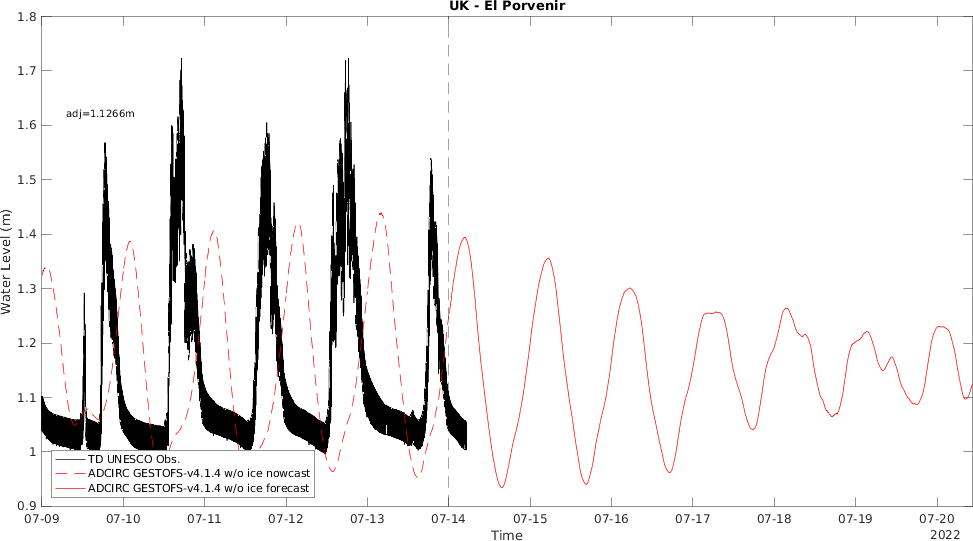 UK - El Porvenir
1.8
1.7
1.6
1.5
1.4
1.3
1.2
1.1
1
0.9
Water Level (m)
adj=1.1266m
TD UNESCO Obs.
ADCIRC GESTOFS-v4.1.4 w/o ice nowcast
ADCIRC GESTOFS-v4.1.4 w/o ice forecast
07-09 07-10 07-11 07-12 07-13 07-14 07-15 07-16 07-17 07-18 07-19 07-20
Time
2022